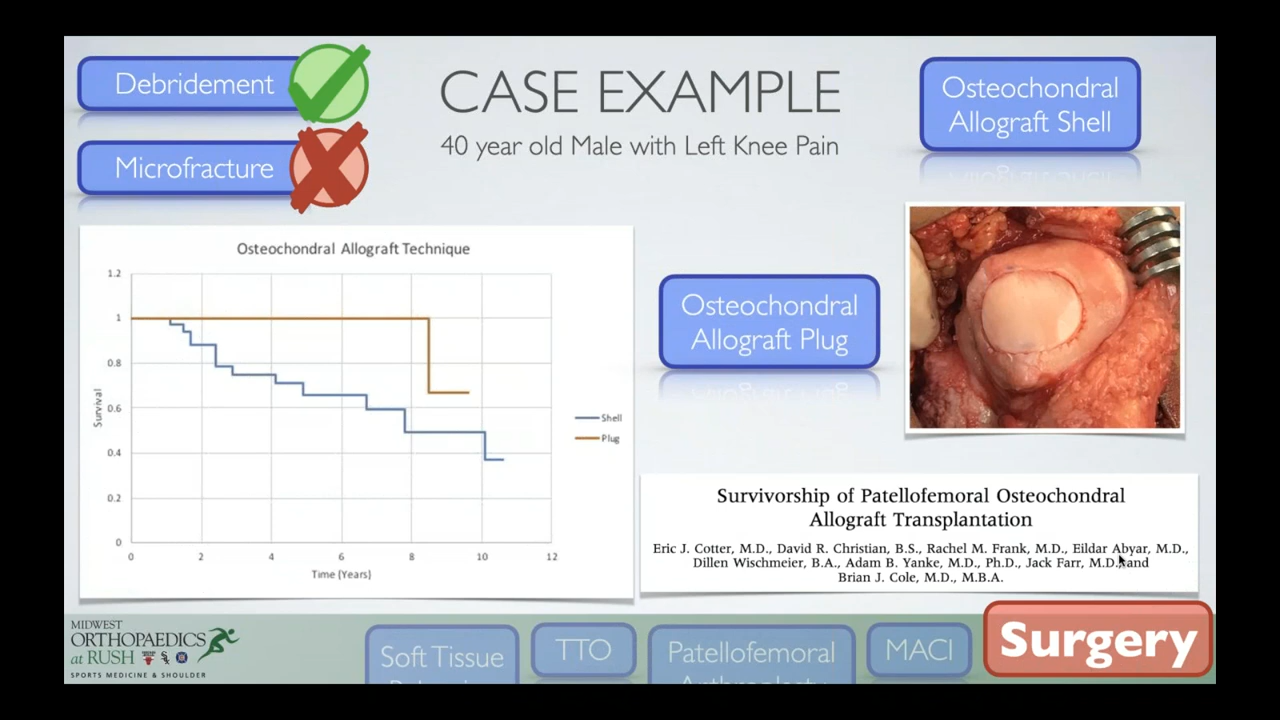 Debridement
Microfracture
CASE EXAMPLE
40 year old Male with Left Knee Pain
Osteochondral
Allograft Shell
Osteochondral Allograft Technique
1.2
1
0.8
0.6
0.4
0.2
0
Survival
0 2 4 6 8 10 12
Time (Years)
Shell
Plug
Osteochondral
Allograft Plug
Survivorship of Patellofemoral Osteochondral
Allograft Transplantation
Eric J. Cotter, M.D., David R. Christian, B.S., Rachel M. Frank, M.D., Eildar Abyar, M.D.,
Dillen Wischmeier, B.A., Adam B. Yanke, M.D., Ph.D., Jack Farr, M.D., and
Brian J. Cole, M.D., M.B.A.
MIDWEST
ORTHOPAEDICS
at RUSH
SPORTS MEDICINE & SHOULDER
Soft Tissue
TTO
Patellofemoral
Arthroplasty
MACI
Surgery